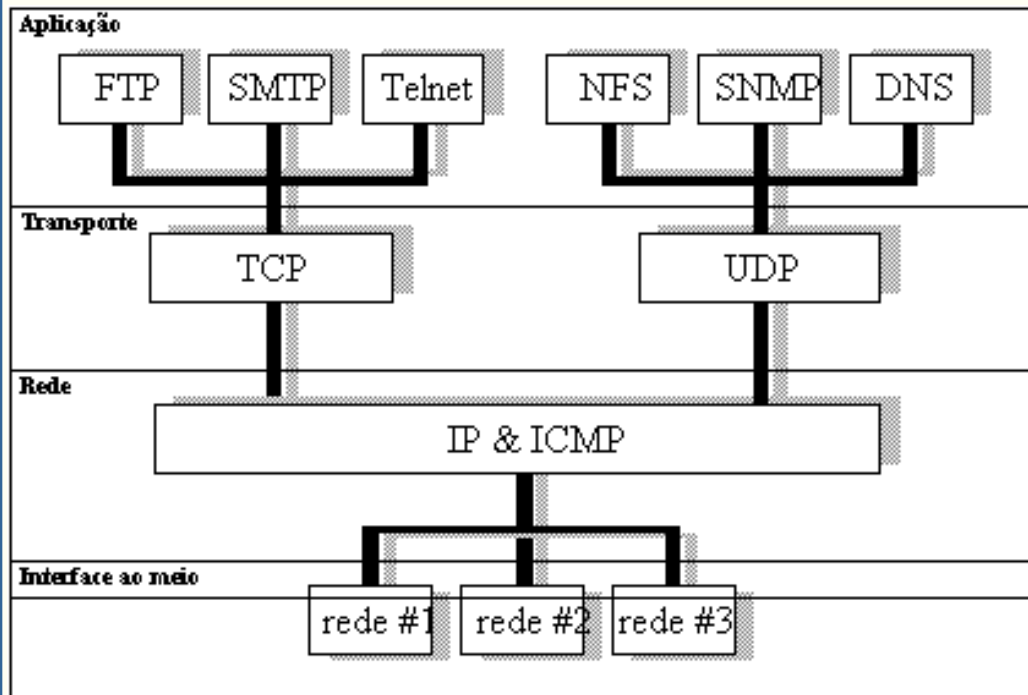 Aplicação
FTP SMTP Telnet NFS SNMP DNS
Transporte
TCP UDP
Rede
IP & ICMP
Interface ao meio
rede #1 rede #2 rede #3